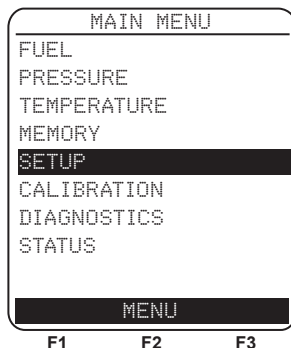 MAIN MENU
FUEL
PRESSURE
TEMPERATURE
MEMORY
SETUP
CALIBRATION
DIAGNOSTICS
STATUS
MENU
F1 F2 F3